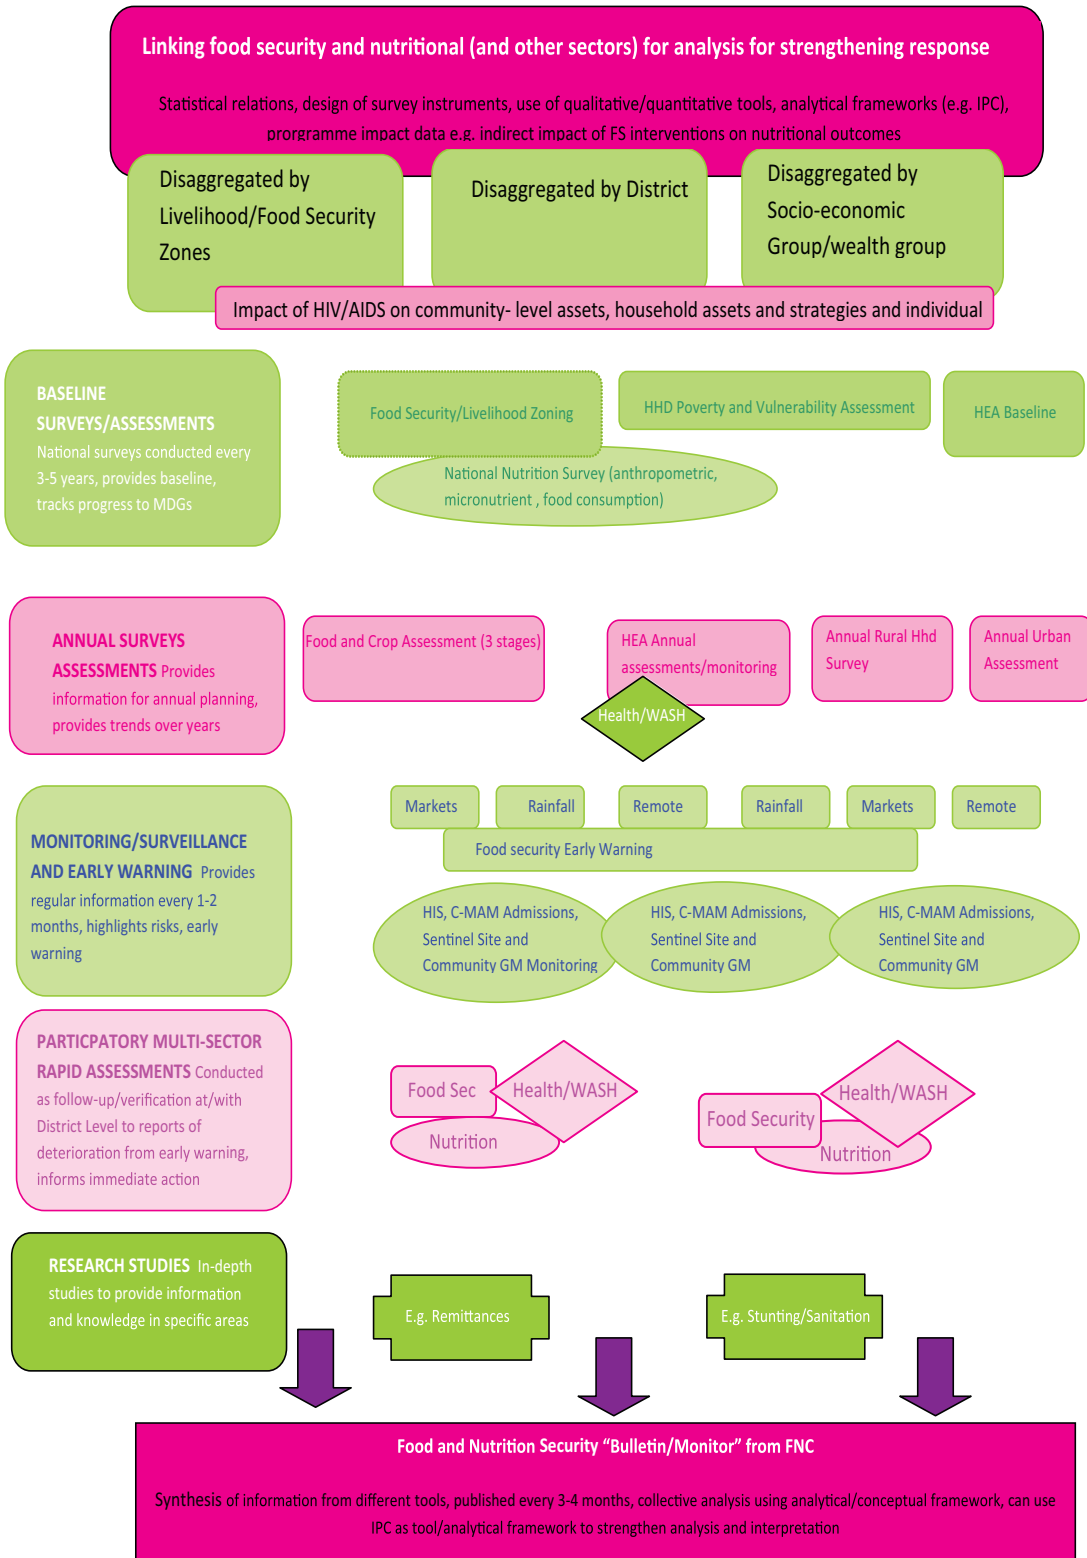 Linking food security and nutritional (and other sectors) for analysis for strengthening response
Statistical relations, design of survey instruments, use of qualitative/quantitative tools, analytical frameworks (e.g. IPC),
prorgramme impact data e.g. indirect impact of FS interventions on nutritional outcomes
Disaggregated by
Livelihood/Food Security
Zones
Disaggregated by District
Disaggregated by
Socio-economic
Group/wealth group
Impact of HIV/AIDS on community- level assets, household assets and strategies and individual
BASELINE
SURVEYS/ASSESSMENTS
National surveys conducted every
3-5 years, provides baseline,
tracks progress to MDGs
Food Security/Livelihood Zoning
HHD Poverty and Vulnerability Assessment
HEA Baseline
National Nutrition Survey (anthropometric,
micronutrient , food consumption)
ANNUAL SURVEYS
ASSESSMENTS Provides
information for annual planning,
provides trends over years
Food and Crop Assessment (3 stages)
HEA Annual
assessments/monitoring
Health/WASH
Annual Rural Hhd
Survey
Annual Urban
Assessment
MONITORING/SURVEILLANCE
AND EARLY WARNING Provides
regular information every 1-2
months, highlights risks, early
warning
Markets
Rainfall
Remote
Rainfall
Markets
Remote
Food security Early Warning
HIS, C-MAM Admissions,
Sentinel Site and
Community GM Monitoring
HIS, C-MAM Admissions,
Sentinel Site and
Community GM
HIS, C-MAM Admissions,
Sentinel Site and
Community GM
PARTICPATORY MULTI-SECTOR
RAPID ASSESSMENTS Conducted
as follow-up/verification at/with
District Level to reports of
deterioration from early warning,
informs immediate action
Food Sec
Health/WASH
Nutrition
Food Security
Health/WASH
Nutrition
RESEARCH STUDIES In-depth
studies to provide information
and knowledge in specific areas
E.g. Remittances
E.g. Stunting/Sanitation
Food and Nutrition Security “Bulletin/Monitor” from FNC
Synthesis of information from different tools, published every 3-4 months, collective analysis using analytical/conceptual framework, can use
IPC as tool/analytical framework to strengthen analysis and interpretation